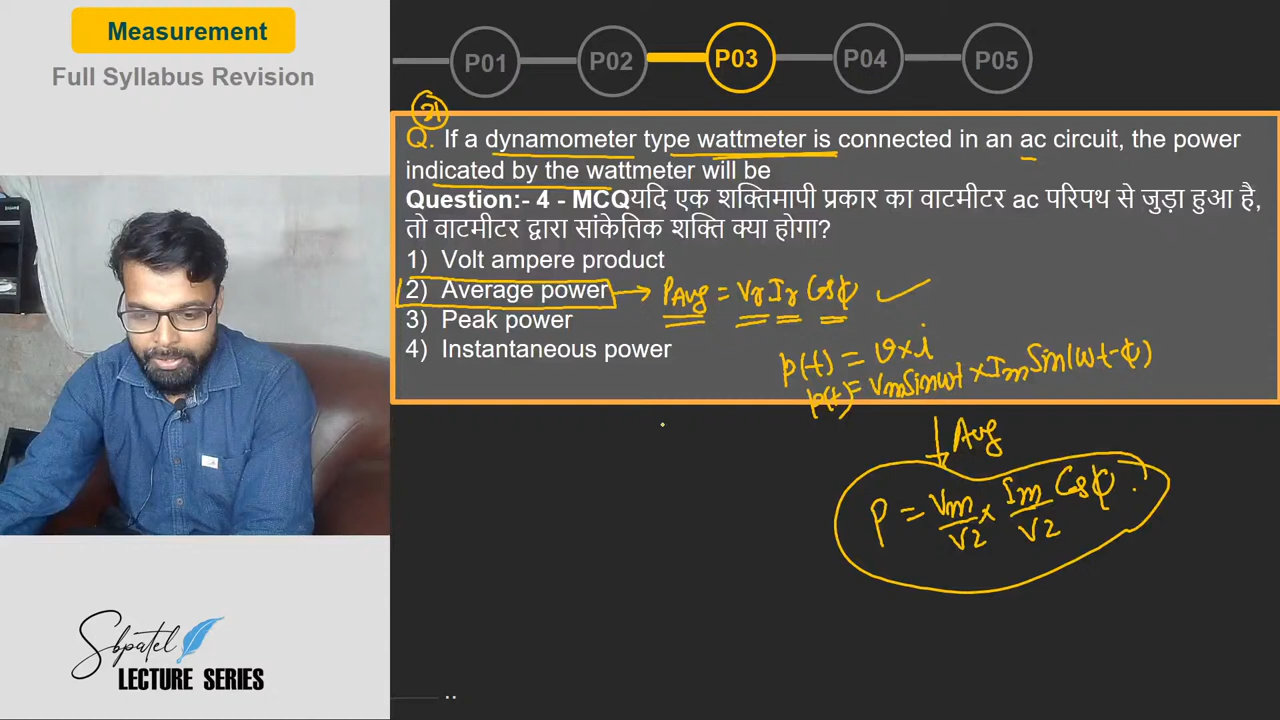 Measurement
Full Syllabus Revision
P01
P02
P03
P04
P05
Q. If a dynamometer type wattmeter is connected in an ac circuit, the power
indicated by the wattmeter will be
Question:- 4 - MCQयदि एक शक्तिमापी प्रकार का वाटमीटर ac परिपथ से जुड़ा हुआ है,
तो वाटमीटर द्वारा सांकेतिक शक्ति क्या होगा?
1) Volt ampere product
2) Average power → PAvg = Vr Ir Cosϕ
3) Peak power
4) Instantaneous power
p(t) = v×i
p(t) = Vm Sinωt × Im Sin(ωt-ϕ)
Avg
P = Vm/√2 × Im/√2 Cosϕ
Sbpatel
LECTURE SERIES